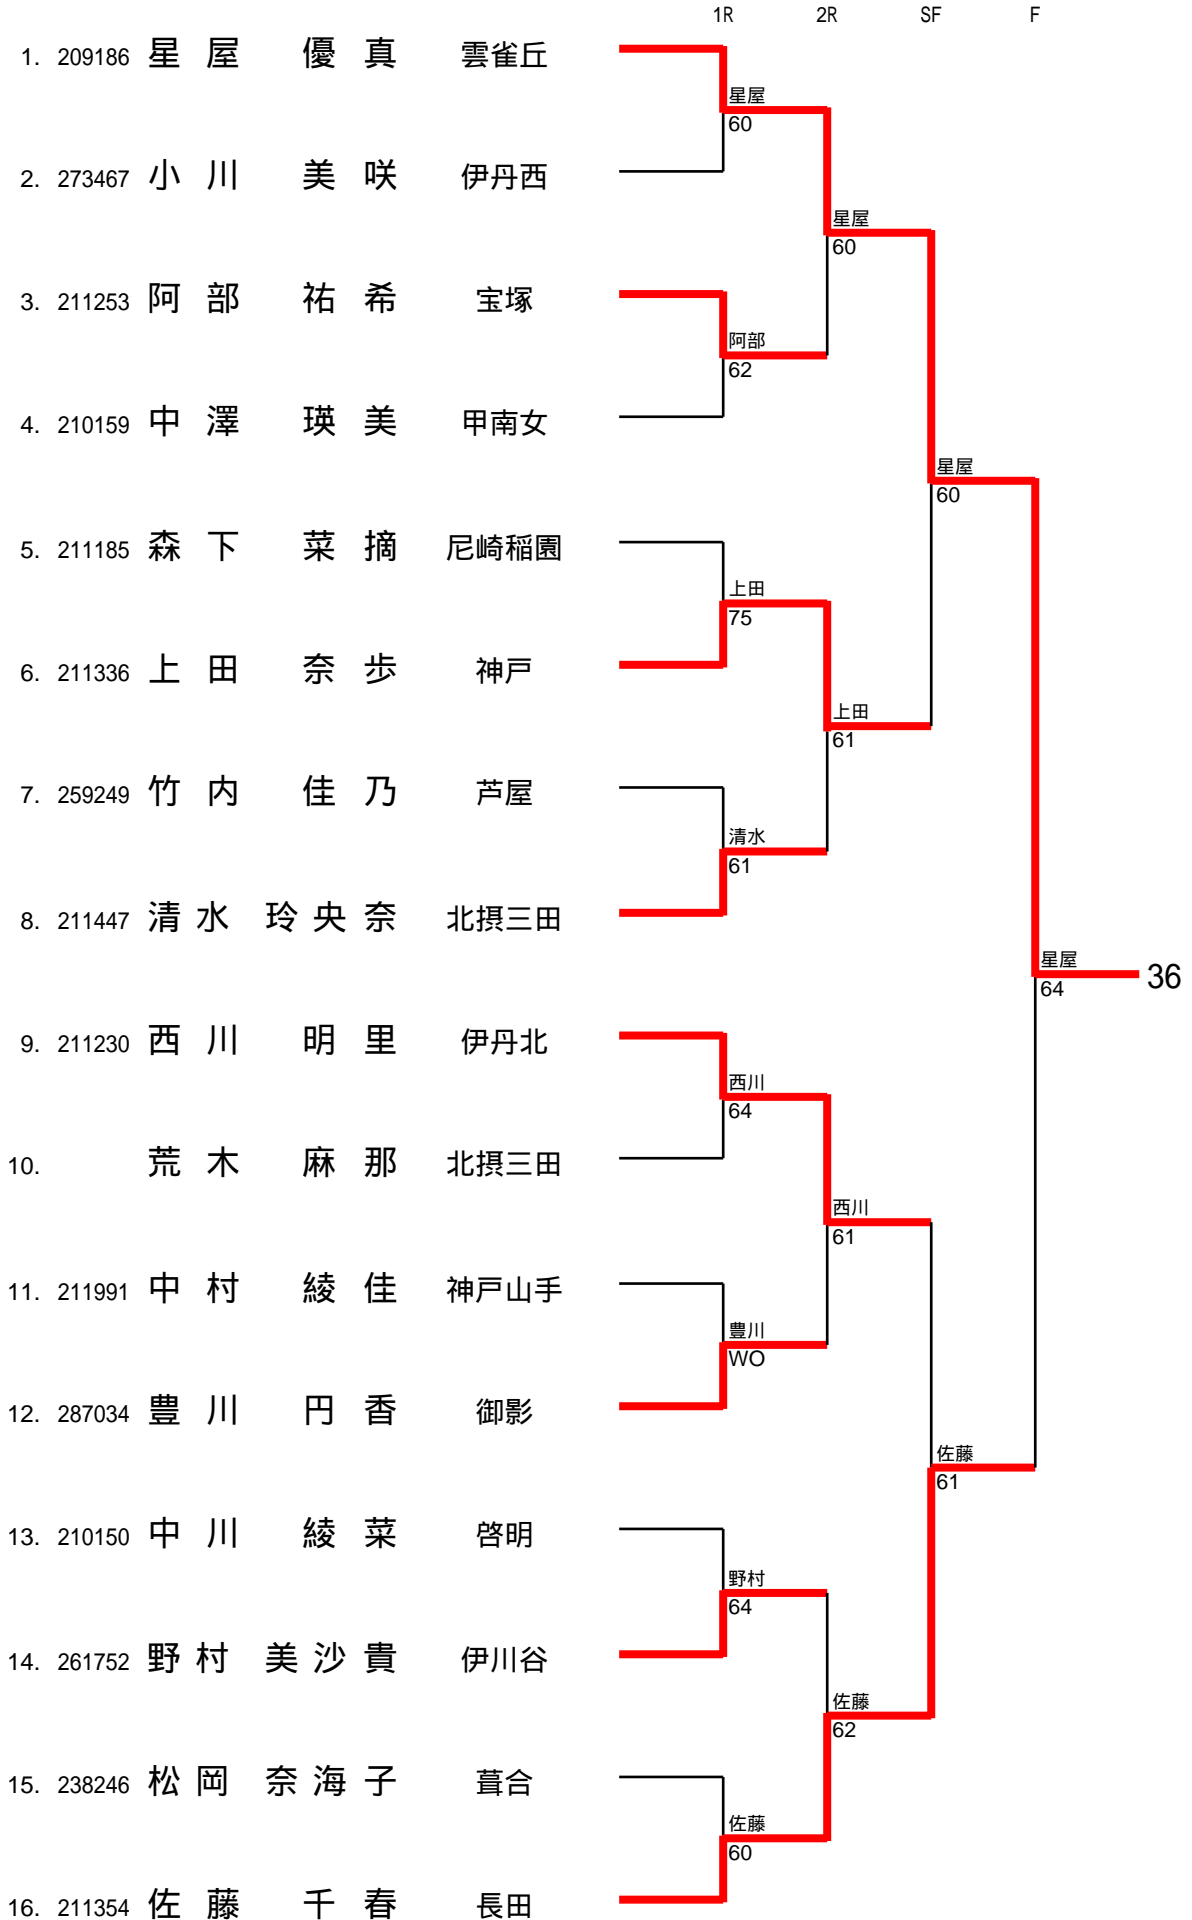 1R 2R SF F
1. 209186 星屋 優真 雲雀丘
星屋
60
2. 273467 小川 美咲 伊丹西
星屋
60
3. 211253 阿部 祐希 宝塚
阿部
62
4. 210159 中澤 瑛美 甲南女
星屋
60
5. 211185 森下 菜摘 尼崎稲園
上田
75
6. 211336 上田 奈歩 神戸
上田
61
7. 259249 竹内 佳乃 芦屋
清水
61
8. 211447 清水 玲央奈 北摂三田
星屋
64
36
9. 211230 西川 明里 伊丹北
西川
64
10. 荒木 麻那 北摂三田
西川
61
11. 211991 中村 綾佳 神戸山手
豊川
WO
12. 287034 豊川 円香 御影
佐藤
61
13. 210150 中川 綾菜 啓明
野村
64
14. 261752 野村 美沙貴 伊川谷
佐藤
62
15. 238246 松岡 奈海子 葺合
佐藤
60
16. 211354 佐藤 千春 長田